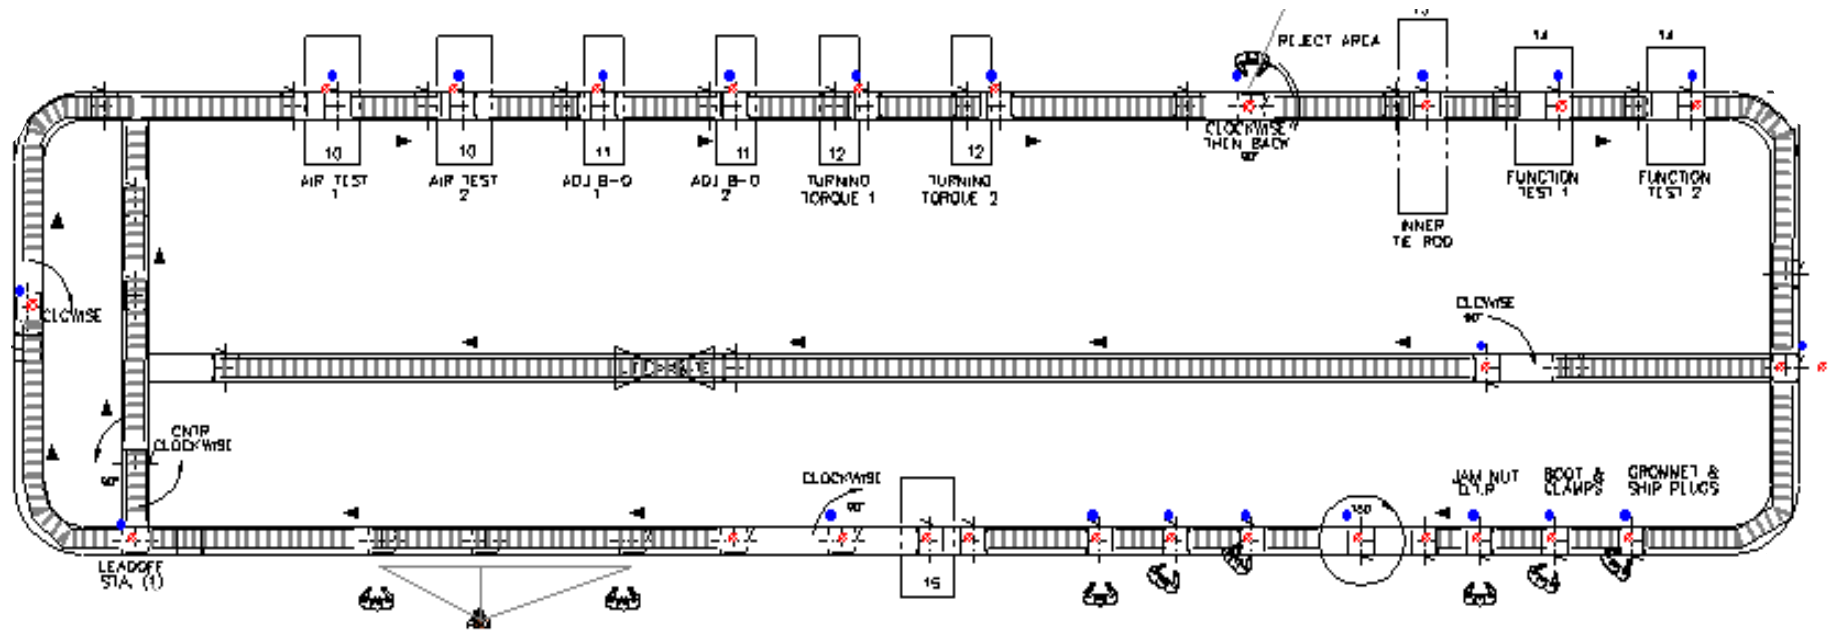 REJECT AREA
14
14
CLOCKWISE
THEN BACK
90°
10
10
11
11
12
12
AIR TEST
1
AIR TEST
2
ADJ B-O
1
ADJ B-O
2
TURNING
TORQUE 1
TURNING
TORQUE 2
FUNCTION
TEST 1
FUNCTION
TEST 2
INNER
TIE ROD
CLCWISE
CLCWISE
90°
CNTR
CLOCKWISE
90°
CLOCKWISE
90°
JAM NUT
BOOT &
CLAMPS
GROMMET &
SHIP PLUGS
180
LEADOFF
STA. (1)
15